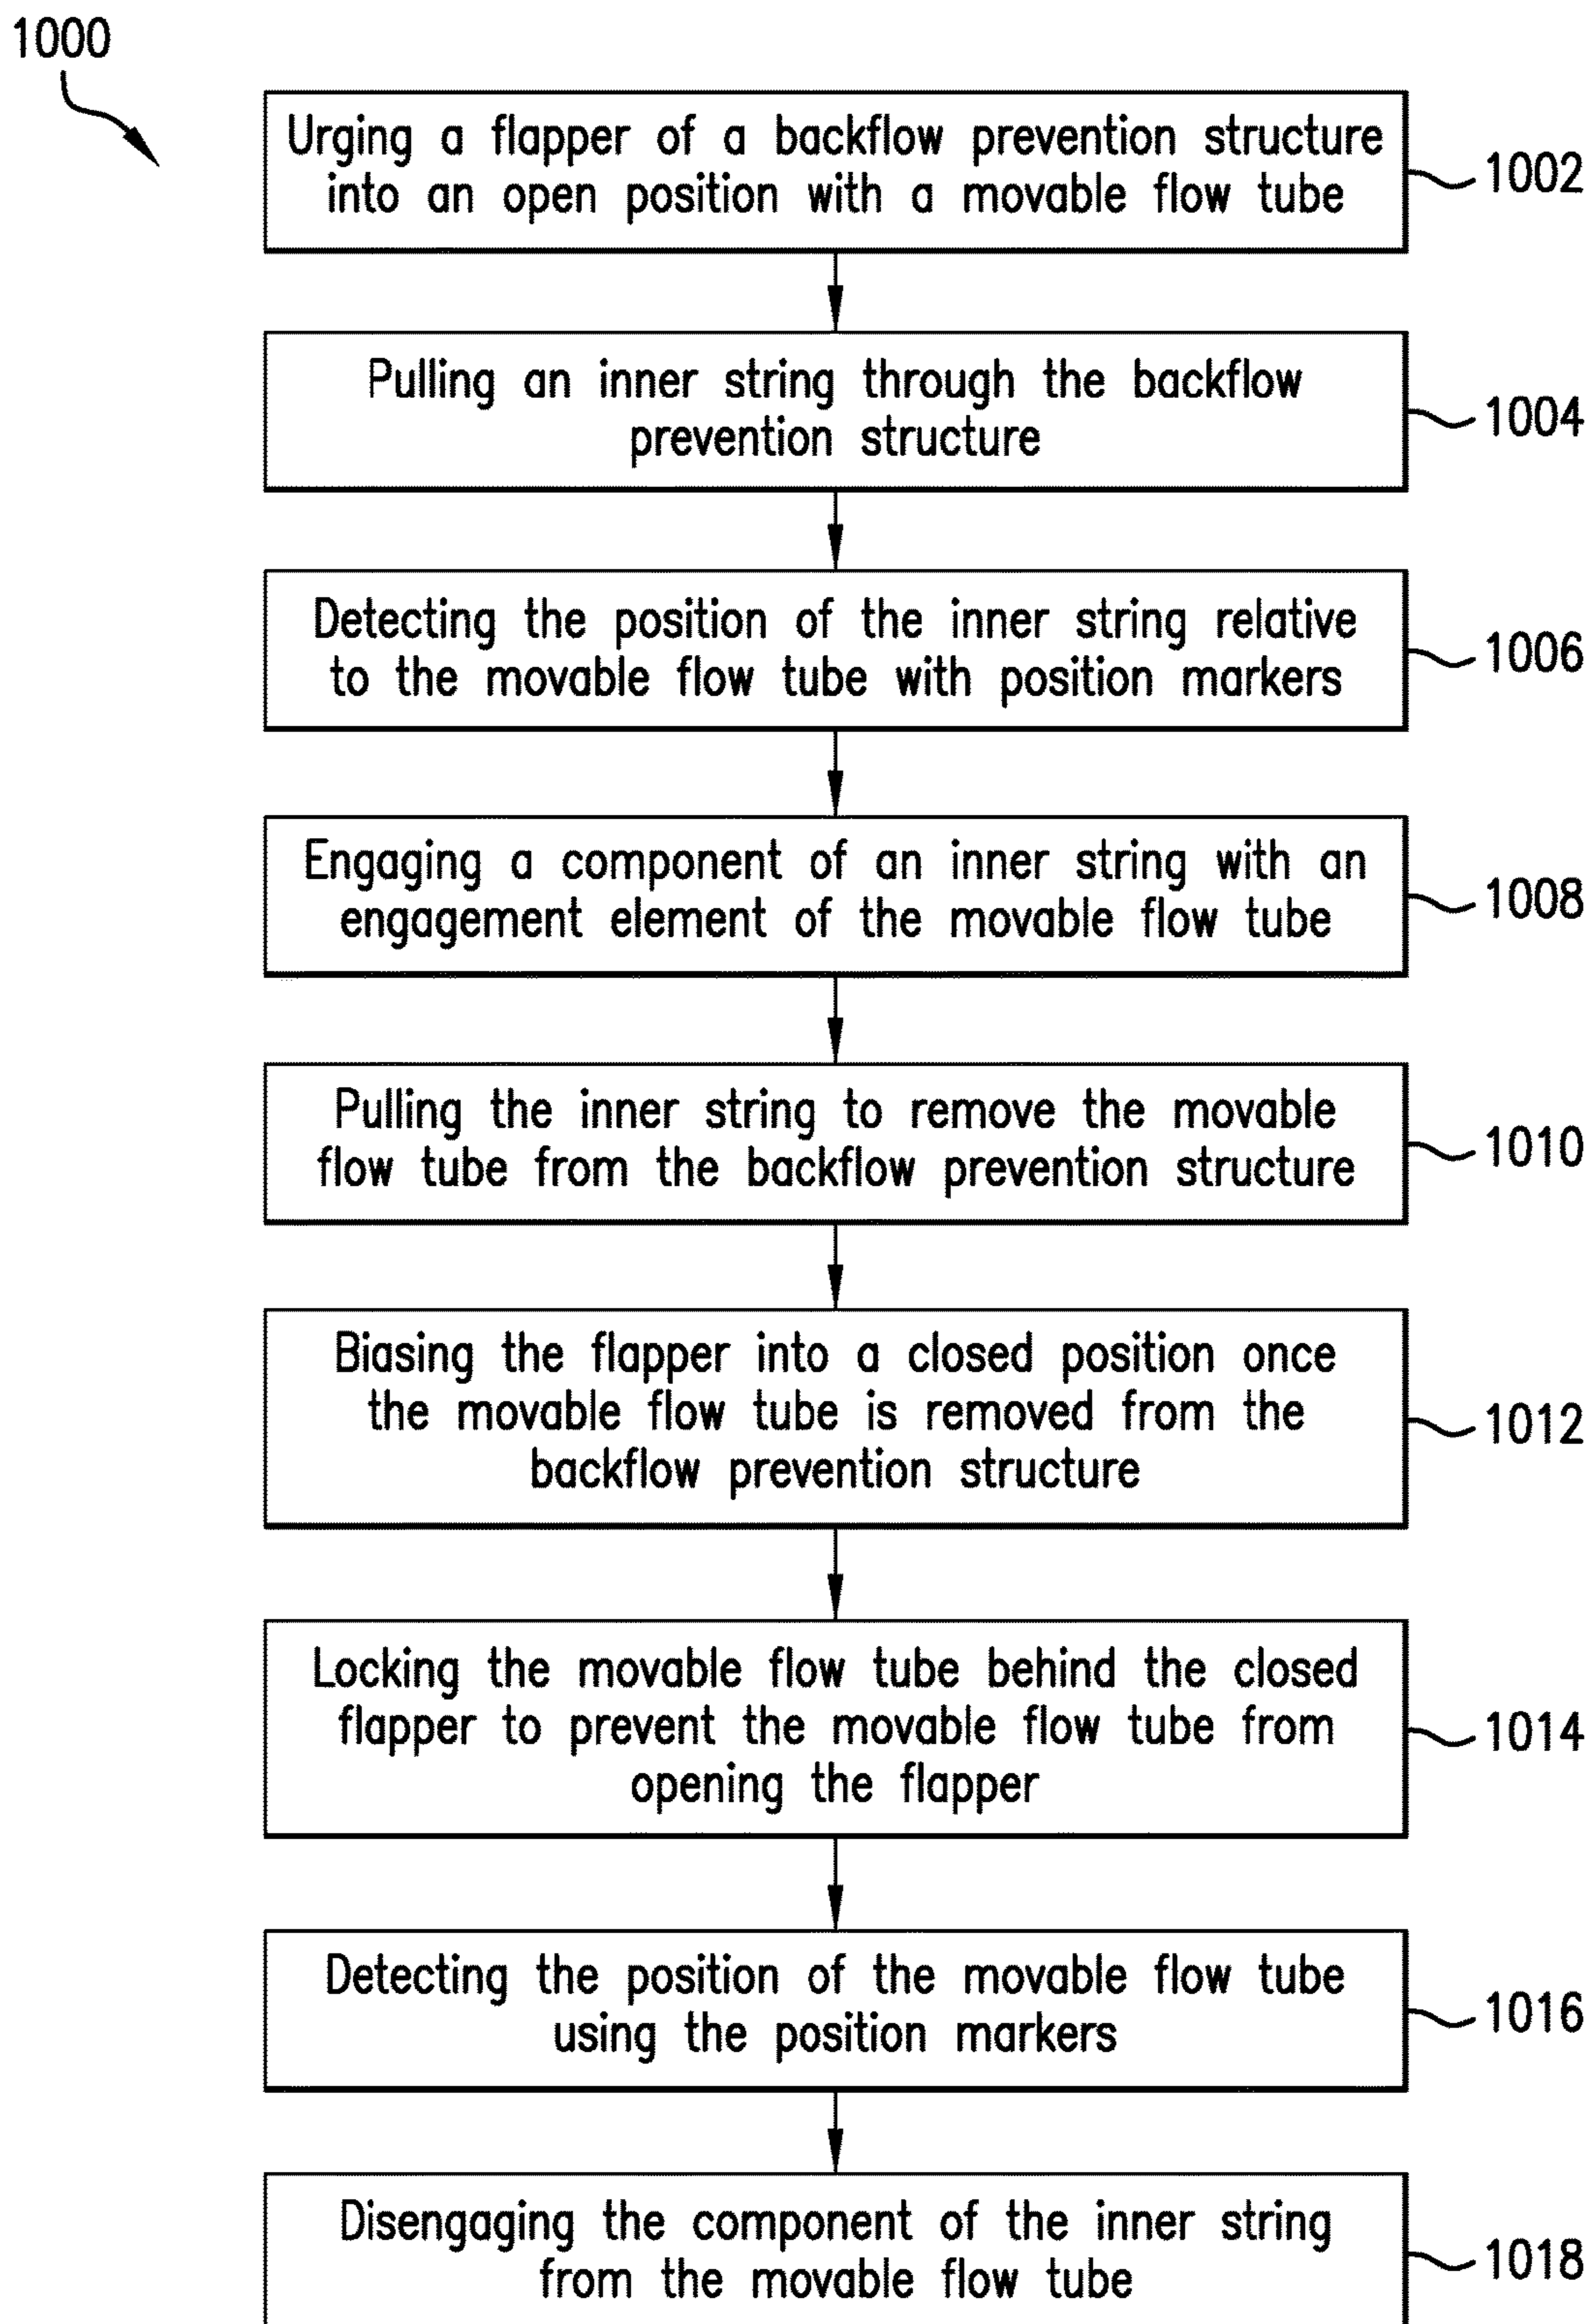 1000
Urging a flapper of a backflow prevention structure
into an open position with a movable flow tube
1002
Pulling an inner string through the backflow
prevention structure
1004
Detecting the position of the inner string relative
to the movable flow tube with position markers
1006
Engaging a component of an inner string with an
engagement element of the movable flow tube
1008
Pulling the inner string to remove the movable
flow tube from the backflow prevention structure
1010
Biasing the flapper into a closed position once
the movable flow tube is removed from the
backflow prevention structure
1012
Locking the movable flow tube behind the closed
flapper to prevent the movable flow tube from
opening the flapper
1014
Detecting the position of the movable flow tube
using the position markers
1016
Disengaging the component of the inner string
from the movable flow tube
1018